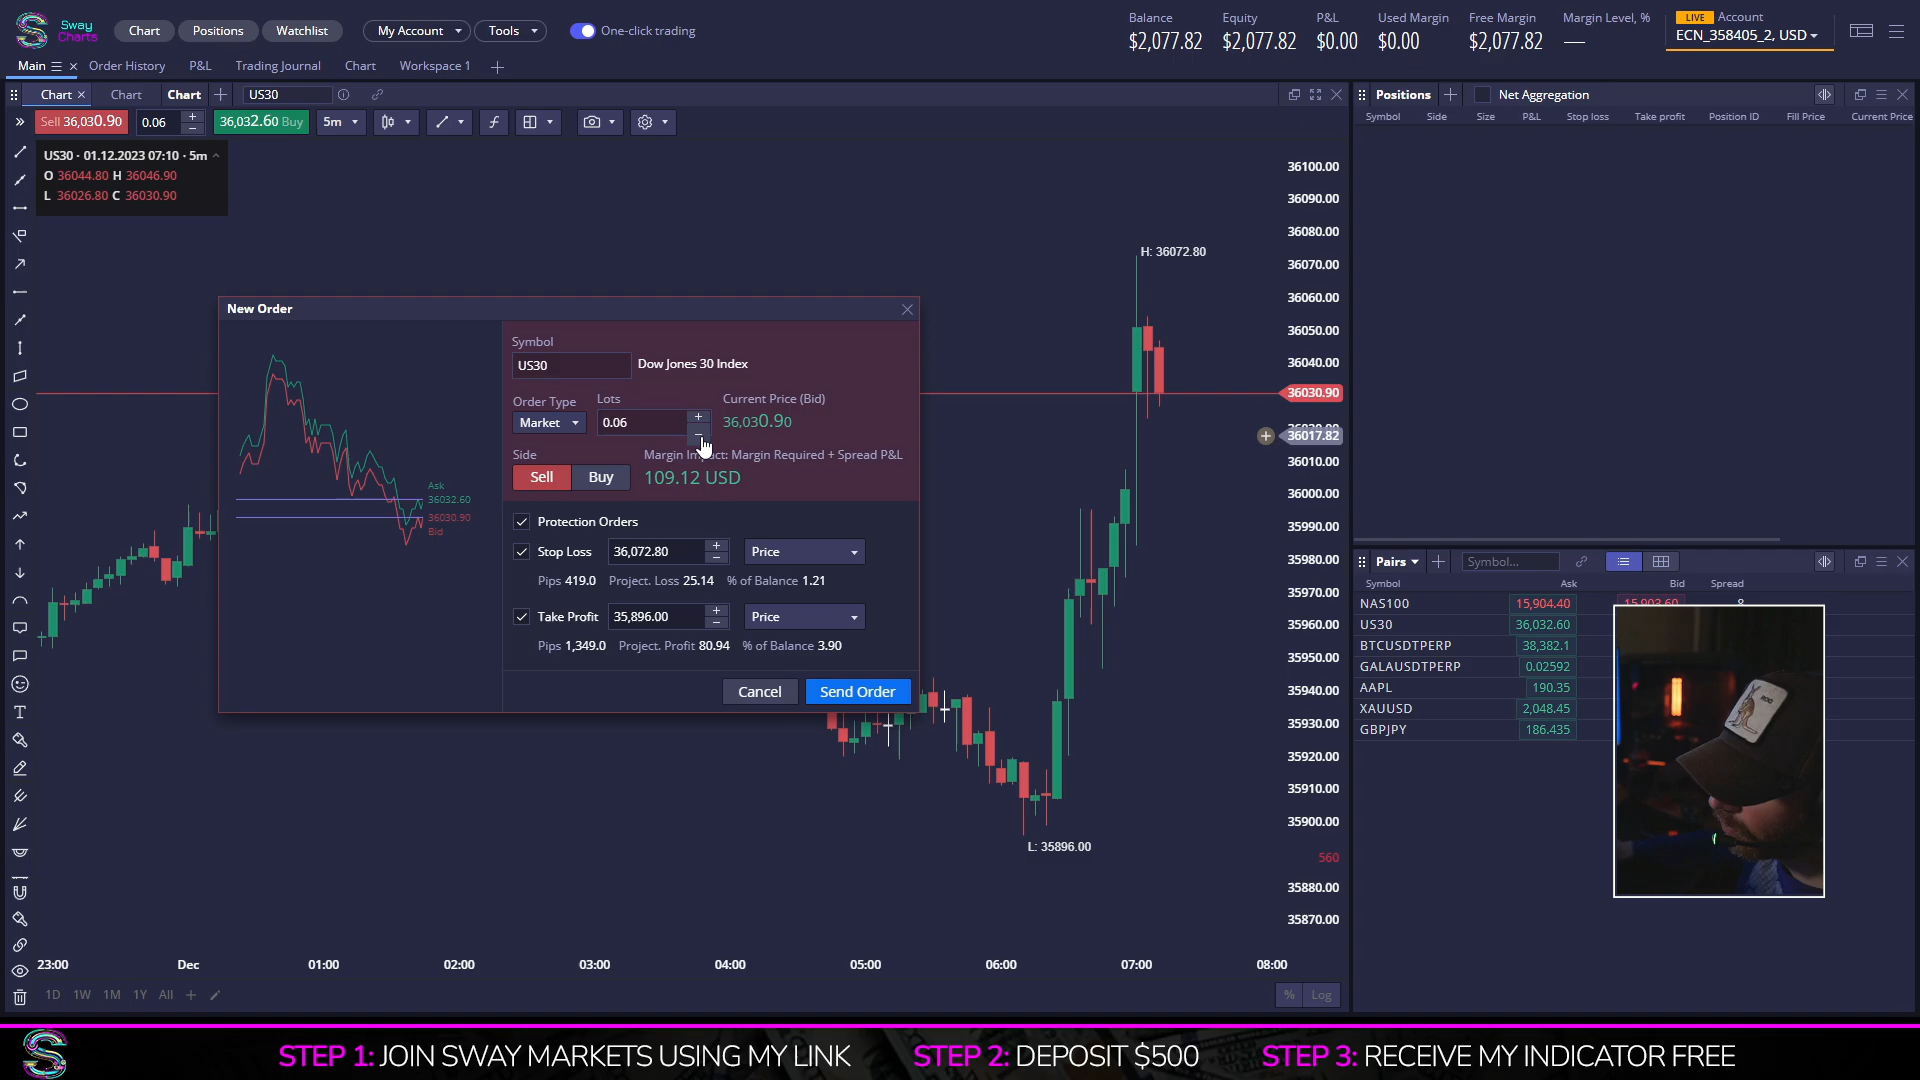 Sway
Charts
Chart
Positions
Watchlist
My Account
Tools
One-click trading
Balance
$2,077.82
Equity
$2,077.82
P&L
$0.00
Used Margin
$0.00
Free Margin
$2,077.82
Margin Level, %
—
LIVE Account
ECN_358405_2, USD
Main
Order History
P&L
Trading Journal
Chart
Workspace 1
Chart
Chart
Chart
US30
Sell 36,030.90
0.06
36,032.60 Buy
5m
US30 · 01.12.2023 07:10 · 5m
O 36044.80 H 36046.90
L 36026.80 C 36030.90
New Order
Symbol
US30
Dow Jones 30 Index
Order Type
Lots
Current Price (Bid)
Market
0.06
36,030.90
Side
Margin Impact: Margin Required + Spread P&L
Sell
Buy
109.12 USD
Ask
36032.60
36030.90
Bid
Protection Orders
Stop Loss
36,072.80
Price
Pips 419.0 Project. Loss 25.14 % of Balance 1.21
Take Profit
35,896.00
Price
Pips 1,349.0 Project. Profit 80.94 % of Balance 3.90
Cancel
Send Order
H: 36072.80
L: 35896.00
36100.00
36090.00
36080.00
36070.00
36060.00
36050.00
36040.00
36030.90
36017.82
36010.00
36000.00
35990.00
35980.00
35970.00
35960.00
35950.00
35940.00
35930.00
35920.00
35910.00
35900.00
560
35880.00
35870.00
23:00
Dec
01:00
02:00
03:00
04:00
05:00
06:00
07:00
08:00
1D
1W
1M
1Y
All
%
Log
Positions
Net Aggregation
Symbol
Side
Size
P&L
Stop loss
Take profit
Position ID
Fill Price
Current Price
Pairs
Symbol...
Symbol
Ask
Bid
Spread
NAS100
15,904.40
15,903.60
8
US30
36,032.60
BTCUSDTPERP
38,382.1
GALAUSDTPERP
0.02592
AAPL
190.35
XAUUSD
2,048.45
GBPJPY
186.435
ROO
STEP 1: JOIN SWAY MARKETS USING MY LINK
STEP 2: DEPOSIT $500
STEP 3: RECEIVE MY INDICATOR FREE